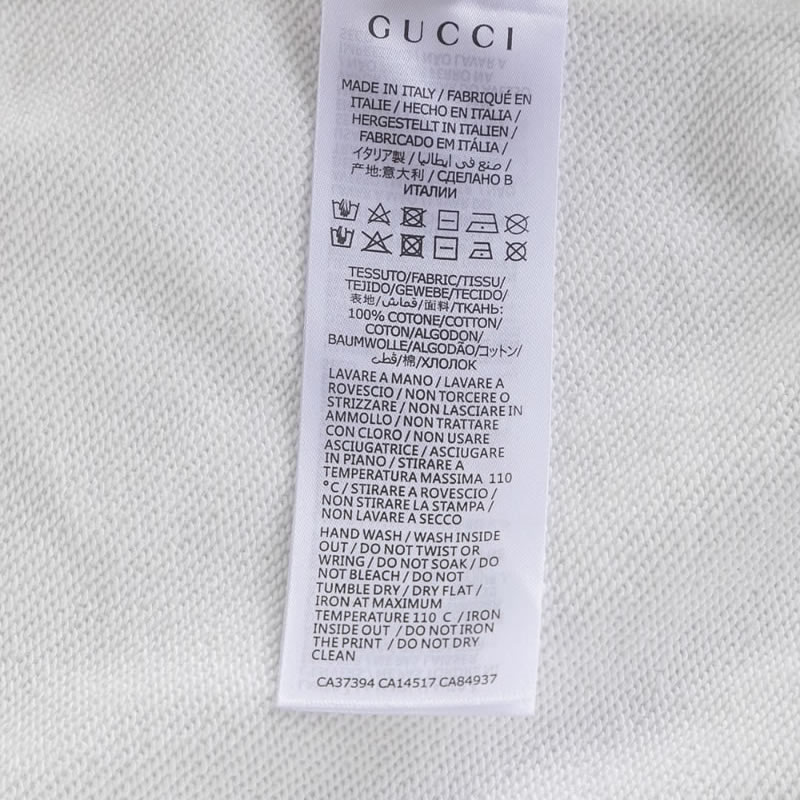 GUCCI
MADE IN ITALY / FABRIQUÉ EN
ITALIE / HECHO EN ITALIA /
HERGESTELLT IN ITALIEN /
FABRICADO EM ITÁLIA /
イタリア製 / صنع في ايطاليا /
产地:意大利 / СДЕЛАНО В
ИТАЛИИ
TESSUTO/FABRIC/TISSU/
TEJIDO/GEWEBE/TECIDO/
表地/قماش/面料/ТКАНЬ:
100% COTONE/COTTON/
COTON/ALGODON/
BAUMWOLLE/ALGODÃO/コットン/
قطن/棉/ХЛОПОК
LAVARE A MANO / LAVARE A
ROVESCIO / NON TORCERE O
STRIZZARE / NON LASCIARE IN
AMMOLLO / NON TRATTARE
CON CLORO / NON USARE
ASCIUGATRICE / ASCIUGARE
IN PIANO / STIRARE A
TEMPERATURA MASSIMA 110
°C / STIRARE A ROVESCIO /
NON STIRARE LA STAMPA /
NON LAVARE A SECCO
HAND WASH / WASH INSIDE
OUT / DO NOT TWIST OR
WRING / DO NOT SOAK / DO
NOT BLEACH / DO NOT
TUMBLE DRY / DRY FLAT /
IRON AT MAXIMUM
TEMPERATURE 110 C / IRON
INSIDE OUT / DO NOT IRON
THE PRINT / DO NOT DRY
CLEAN
CA37394 CA14517 CA84937